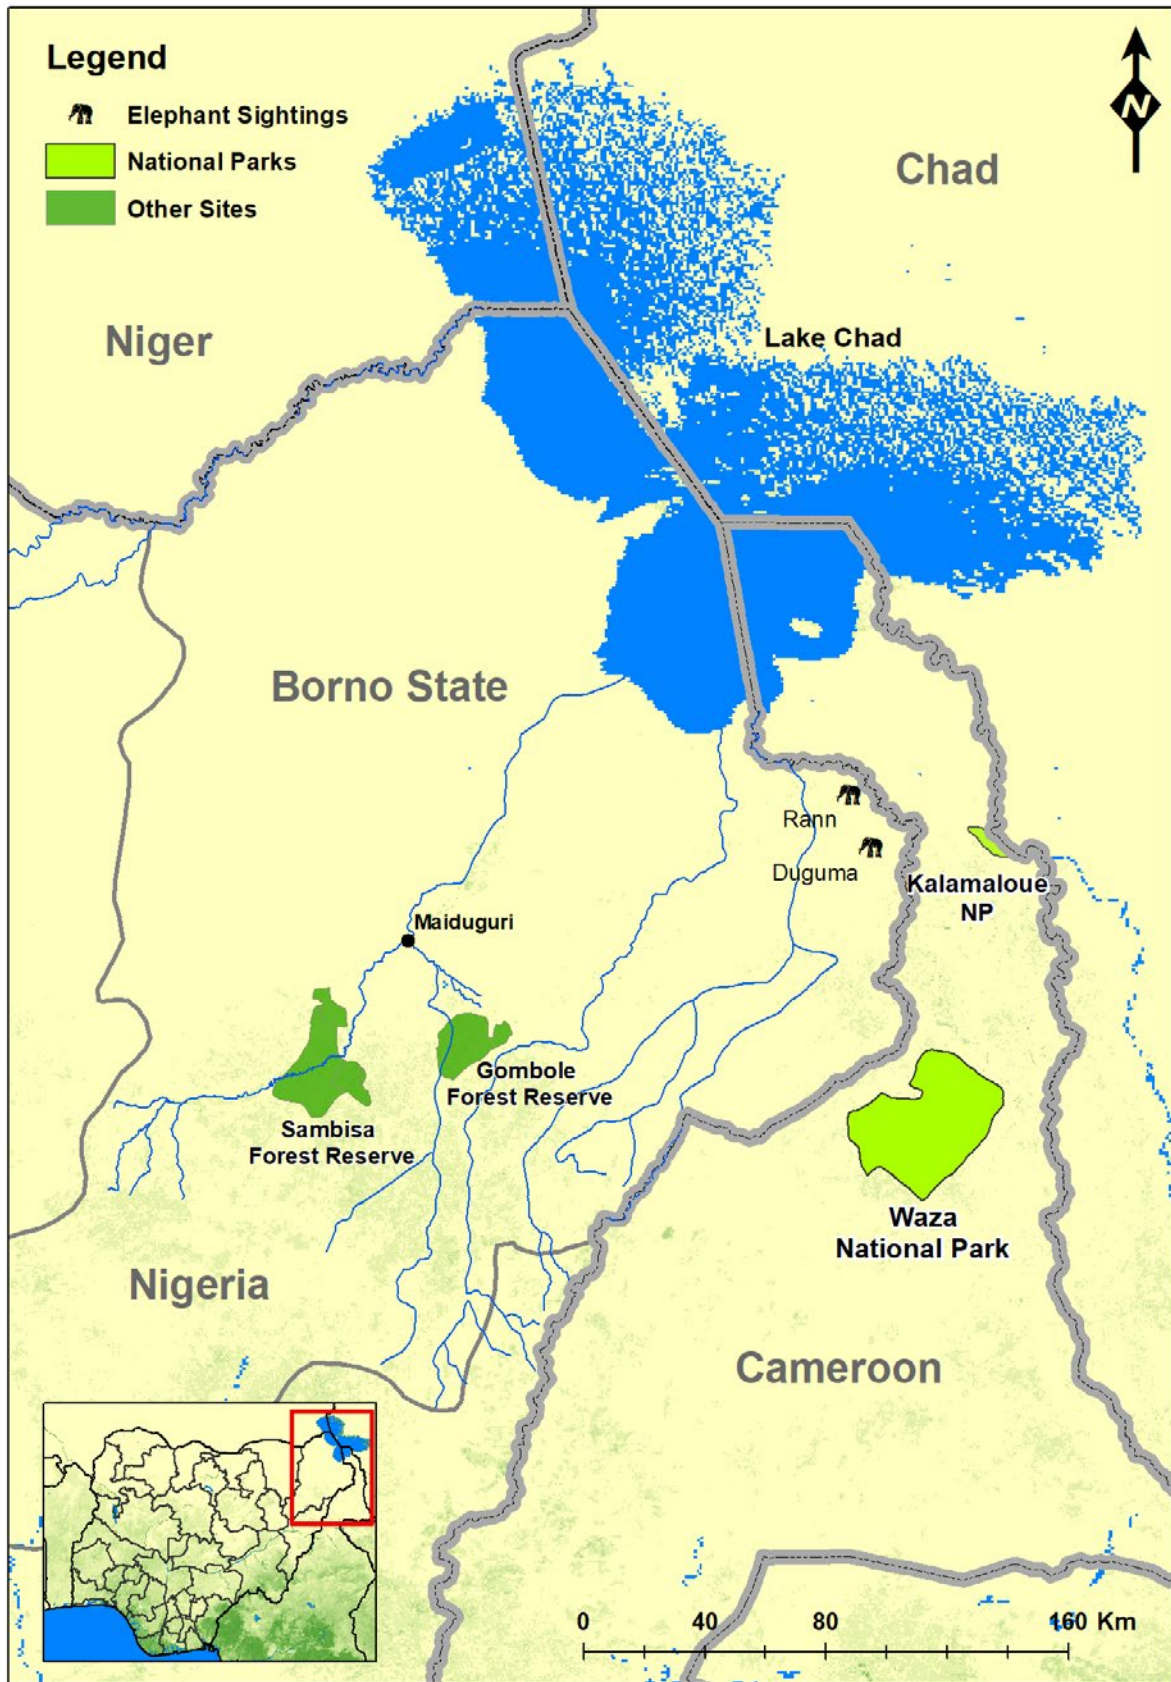 Legend
Elephant Sightings
National Parks
Other Sites
N
Chad
Niger
Lake Chad
Borno State
Rann
Duguma
Kalamaloue
NP
Maiduguri
Gombole
Forest Reserve
Sambisa
Forest Reserve
Waza
National Park
Nigeria
Cameroon
0 40 80 160 Km